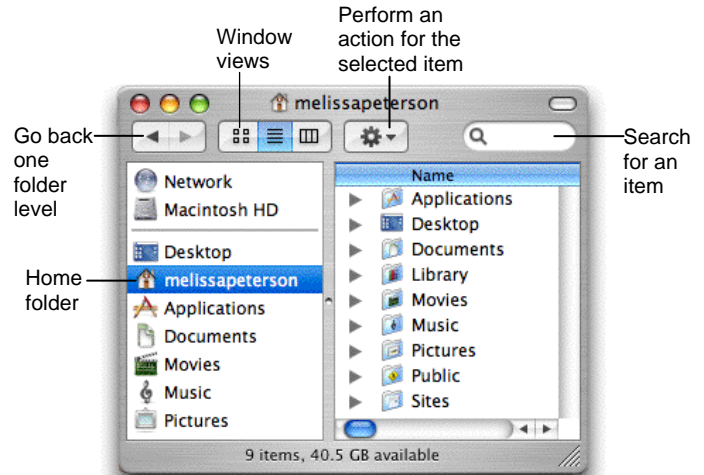 Perform an
action for the
selected item
Window
views
melissapeterson
Go back
one
folder
level
Search
for an
item
Network
Macintosh HD
Desktop
Home
folder
melissapeterson
Applications
Documents
Movies
Music
Pictures
Name
Applications
Desktop
Documents
Library
Movies
Music
Pictures
Public
Sites
9 items, 40.5 GB available